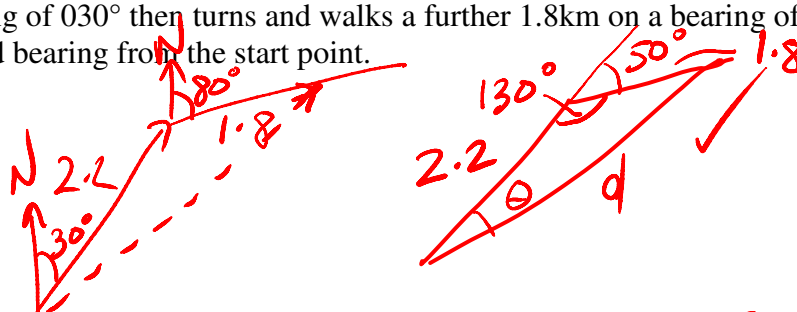 g of 030° then turns and walks a further 1.8km on a bearing of
bearing from the start point.
N
80°
1.8
N
2.2
30°
50°
1.8
130°
2.2
θ
d